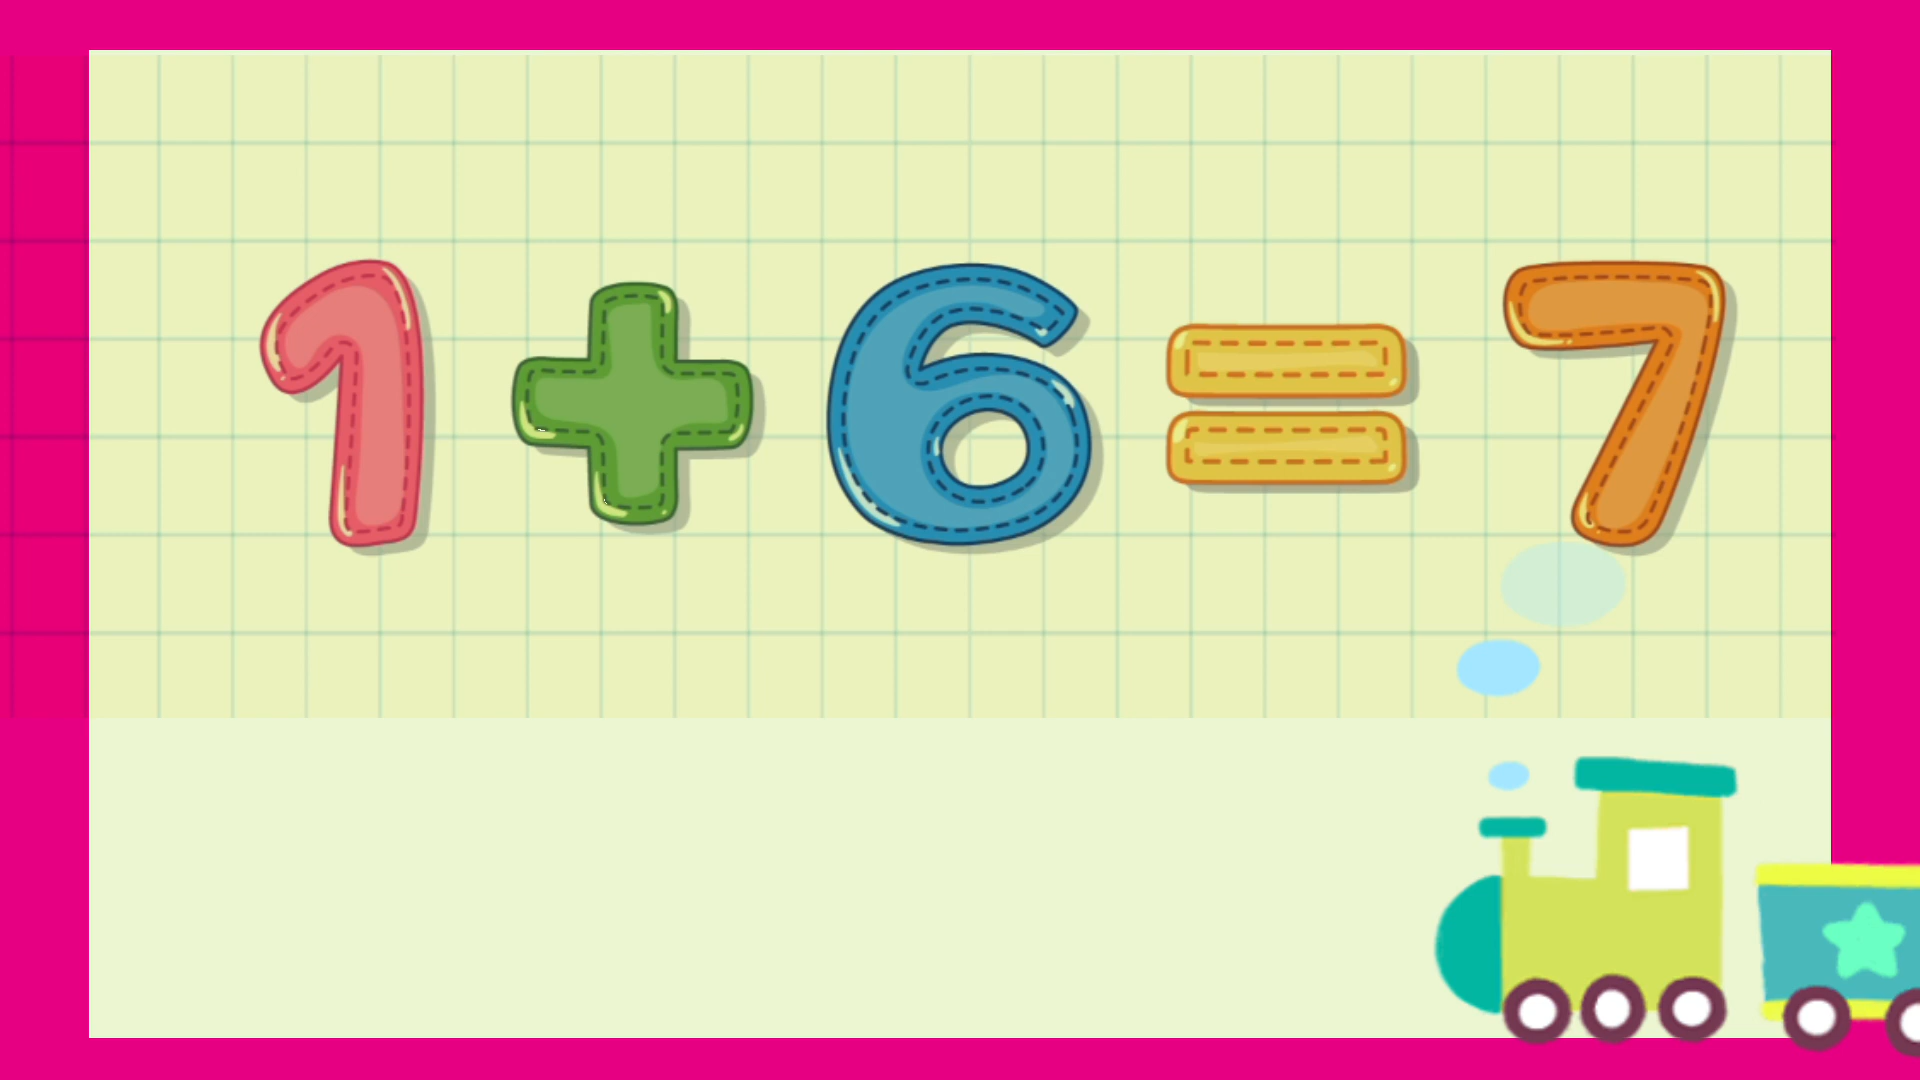 1 + 6 = 7